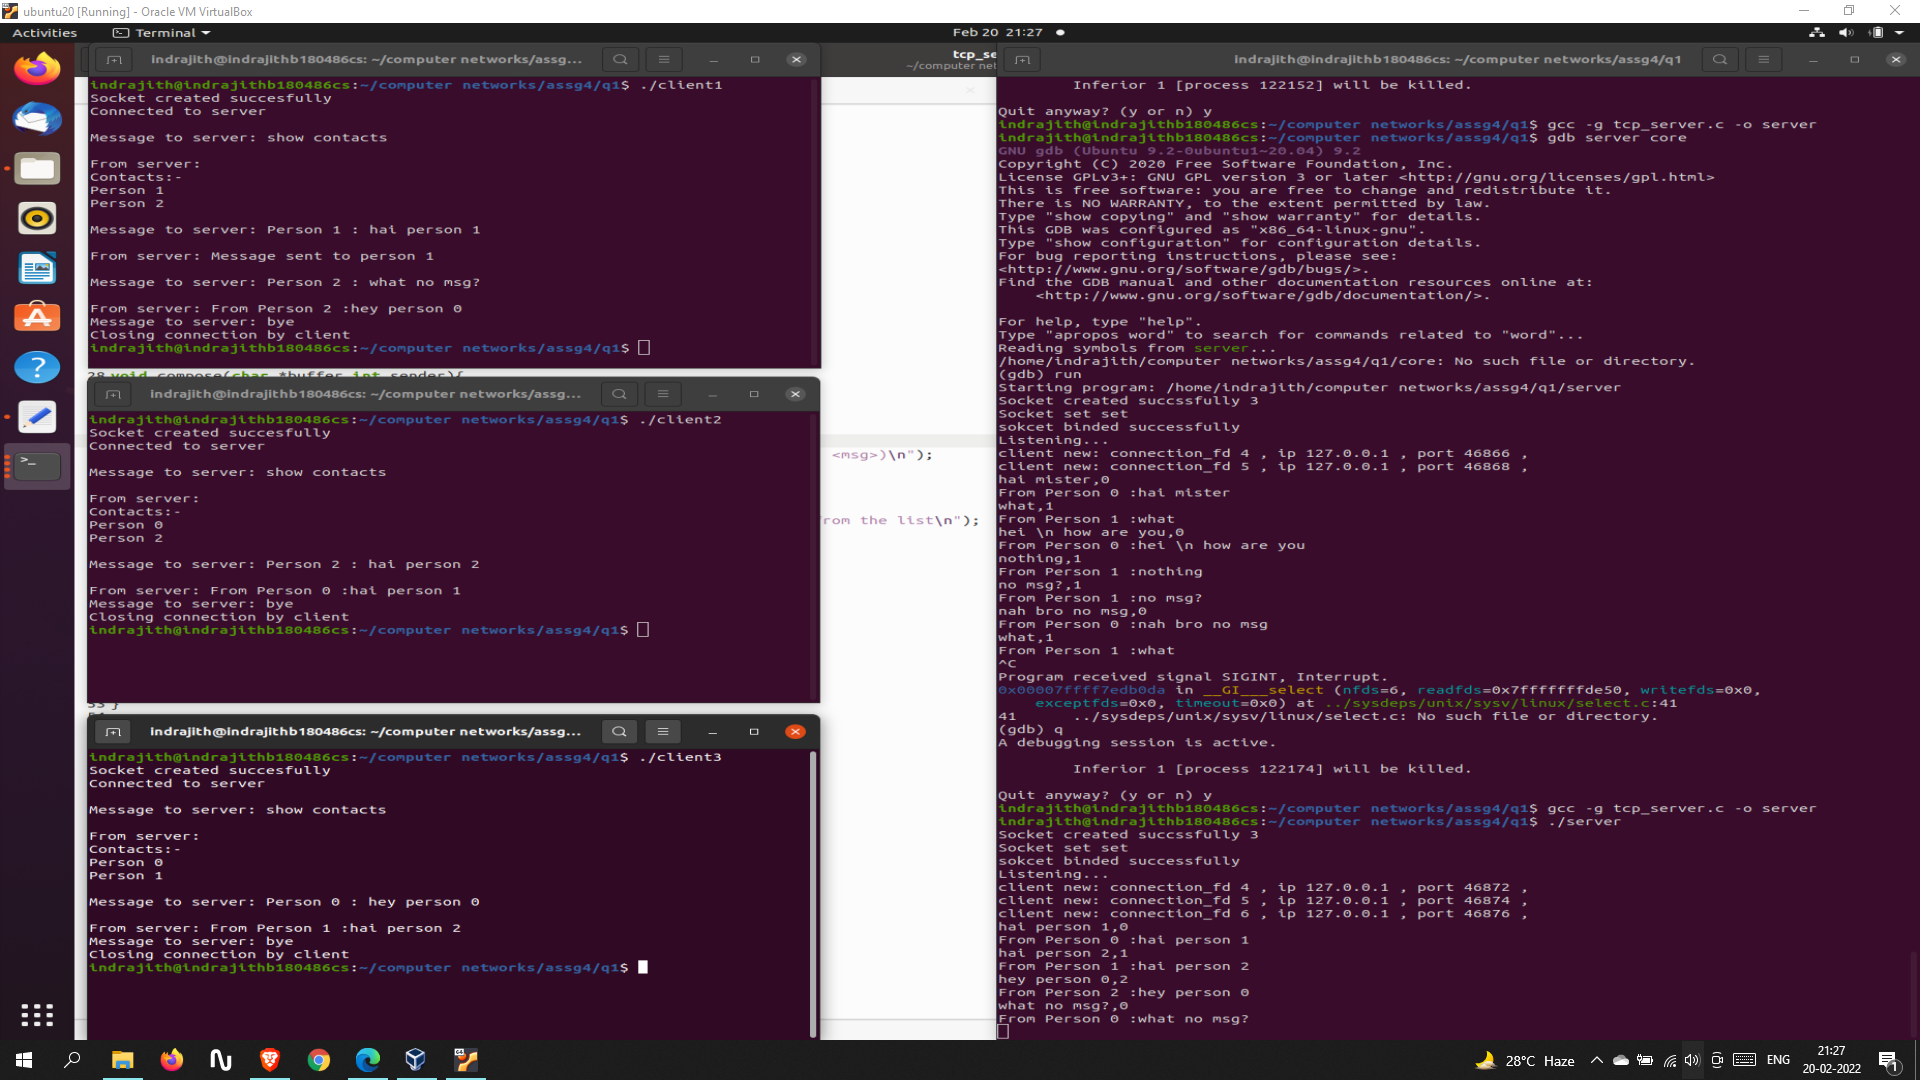 ubuntu20 [Running] - Oracle VM VirtualBox
Activities
Terminal
Feb 20 21:27
indrajith@indrajithb180486cs: ~/computer networks/assg...
indrajith@indrajithb180486cs:~/computer networks/assg4/q1$ ./client1
Socket created succesfully
Connected to server
Message to server: show contacts
From server:
Contacts:-
Person 1
Person 2
Message to server: Person 1 : hai person 1
From server: Message sent to person 1
Message to server: Person 2 : what no msg?
From server: From Person 2 :hey person 0
Message to server: bye
Closing connection by client
indrajith@indrajithb180486cs:~/computer networks/assg4/q1$
28 void compose(char *buffer,int sender){
indrajith@indrajithb180486cs: ~/computer networks/assg...
indrajith@indrajithb180486cs:~/computer networks/assg4/q1$ ./client2
Socket created succesfully
Connected to server
Message to server: show contacts
From server:
Contacts:-
Person 0
Person 2
Message to server: Person 2 : hai person 2
From server: From Person 0 :hai person 1
Message to server: bye
Closing connection by client
indrajith@indrajithb180486cs:~/computer networks/assg4/q1$
53 }
indrajith@indrajithb180486cs: ~/computer networks/assg...
indrajith@indrajithb180486cs:~/computer networks/assg4/q1$ ./client3
Socket created succesfully
Connected to server
Message to server: show contacts
From server:
Contacts:-
Person 0
Person 1
Message to server: Person 0 : hey person 0
From server: From Person 1 :hai person 2
Message to server: bye
Closing connection by client
indrajith@indrajithb180486cs:~/computer networks/assg4/q1$
tcp_se
~/computer net
<msg>)\n");
rom the list\n");
indrajith@indrajithb180486cs: ~/computer networks/assg4/q1
Inferior 1 [process 122152] will be killed.
Quit anyway? (y or n) y
indrajith@indrajithb180486cs:~/computer networks/assg4/q1$ gcc -g tcp_server.c -o server
indrajith@indrajithb180486cs:~/computer networks/assg4/q1$ gdb server core
GNU gdb (Ubuntu 9.2-0ubuntu1~20.04) 9.2
Copyright (C) 2020 Free Software Foundation, Inc.
License GPLv3+: GNU GPL version 3 or later <http://gnu.org/licenses/gpl.html>
This is free software: you are free to change and redistribute it.
There is NO WARRANTY, to the extent permitted by law.
Type "show copying" and "show warranty" for details.
This GDB was configured as "x86_64-linux-gnu".
Type "show configuration" for configuration details.
For bug reporting instructions, please see:
<http://www.gnu.org/software/gdb/bugs/>.
Find the GDB manual and other documentation resources online at:
<http://www.gnu.org/software/gdb/documentation/>.
For help, type "help".
Type "apropos word" to search for commands related to "word"...
Reading symbols from server...
/home/indrajith/computer networks/assg4/q1/core: No such file or directory.
(gdb) run
Starting program: /home/indrajith/computer networks/assg4/q1/server
Socket created succssfully 3
Socket set set
sokcet binded successfully
Listening...
client new: connection_fd 4 , ip 127.0.0.1 , port 46866 ,
client new: connection_fd 5 , ip 127.0.0.1 , port 46868 ,
hai mister,0
From Person 0 :hai mister
what,1
From Person 1 :what
hei \n how are you,0
From Person 0 :hei \n how are you
nothing,1
From Person 1 :nothing
no msg?,1
From Person 1 :no msg?
nah bro no msg,0
From Person 0 :nah bro no msg
what,1
From Person 1 :what
^C
Program received signal SIGINT, Interrupt.
0x00007ffff7edb0da in __GI___select (nfds=6, readfds=0x7fffffffde50, writefds=0x0,
exceptfds=0x0, timeout=0x0) at ../sysdeps/unix/sysv/linux/select.c:41
41 ../sysdeps/unix/sysv/linux/select.c: No such file or directory.
(gdb) q
A debugging session is active.
Inferior 1 [process 122174] will be killed.
Quit anyway? (y or n) y
indrajith@indrajithb180486cs:~/computer networks/assg4/q1$ gcc -g tcp_server.c -o server
indrajith@indrajithb180486cs:~/computer networks/assg4/q1$ ./server
Socket created succssfully 3
Socket set set
sokcet binded successfully
Listening...
client new: connection_fd 4 , ip 127.0.0.1 , port 46872 ,
client new: connection_fd 5 , ip 127.0.0.1 , port 46874 ,
client new: connection_fd 6 , ip 127.0.0.1 , port 46876 ,
hai person 1,0
From Person 0 :hai person 1
hai person 2,1
From Person 1 :hai person 2
hey person 0,2
From Person 2 :hey person 0
what no msg?,0
From Person 0 :what no msg?
28°C Haze
ENG
21:27
20-02-2022
1